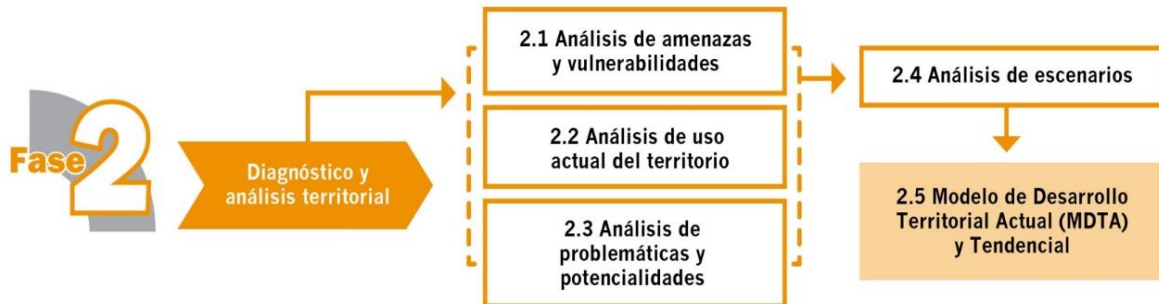 Fase 2
Diagnóstico y
análisis territorial
2.1 Análisis de amenazas
y vulnerabilidades
2.2 Análisis de uso
actual del territorio
2.3 Análisis de
problemáticas y
potencialidades
2.4 Análisis de escenarios
2.5 Modelo de Desarrollo
Territorial Actual (MDTA)
y Tendencial